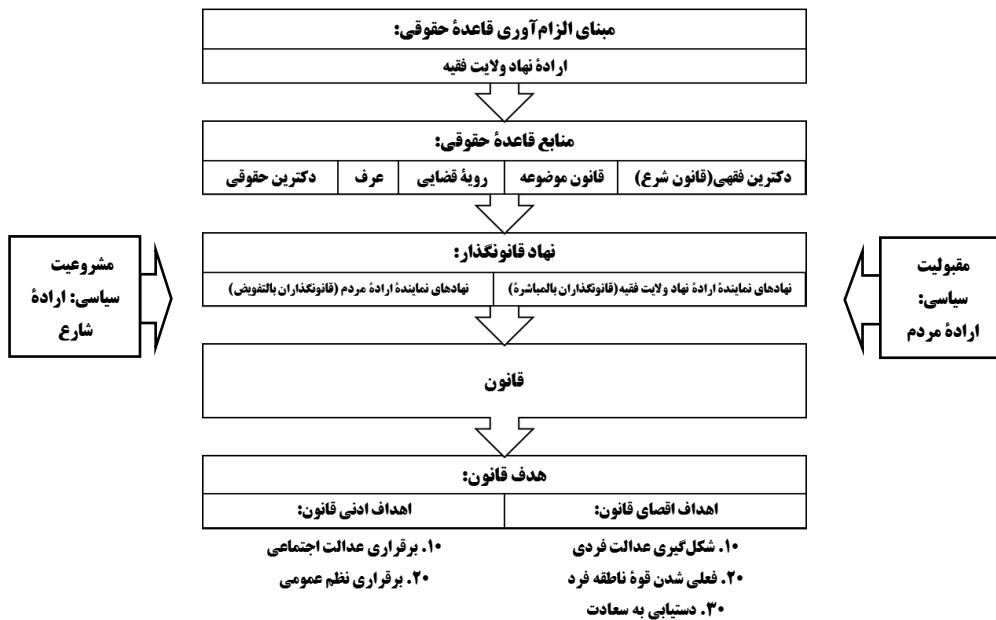 مبنای الزام‌آوری قاعدهٔ حقوقی:
ارادهٔ نهاد ولایت فقیه
منابع قاعدهٔ حقوقی:
دکترین فقهی(قانون شرع)
قانون موضوعه
رویهٔ قضایی
عرف
دکترین حقوقی
مقبولیت
سیاسی:
ارادهٔ مردم
نهاد قانونگذار:
نهادهای نمایندهٔ ارادهٔ نهاد ولایت فقیه(قانونگذاران بالمباشرة)
نهادهای نمایندهٔ ارادهٔ مردم (قانونگذاران بالتفویض)
مشروعیت
سیاسی: ارادهٔ
شارع
قانون
هدف قانون:
اهداف اقصای قانون:
اهداف ادنی قانون:
۱۰. شکل‌گیری عدالت فردی
۲۰. فعلی شدن قوهٔ ناطقه فرد
۳۰. دستیابی به سعادت
۱۰. برقراری عدالت اجتماعی
۲۰. برقراری نظم عمومی